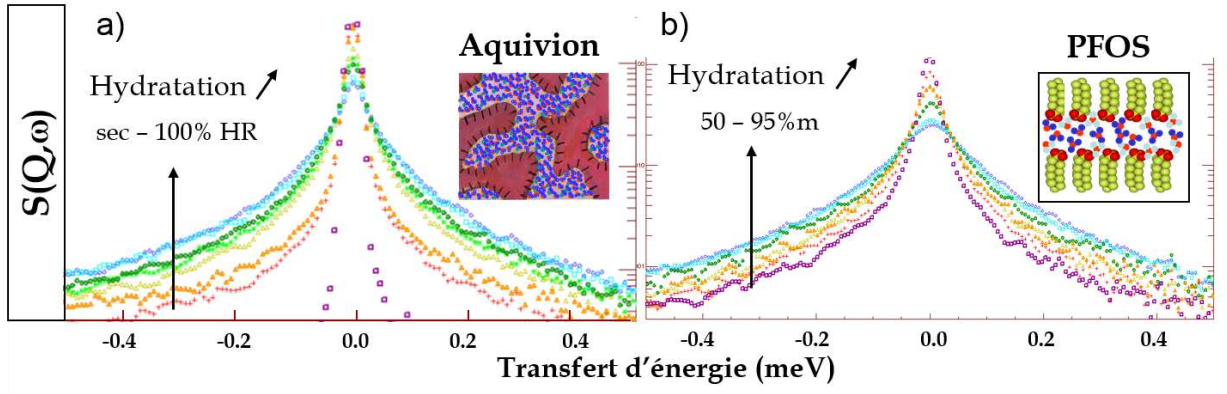 S(Q,ω)
a)
Hydratation
sec – 100% HR
Aquivion
-0.4
-0.2
0.0
0.2
0.4
b)
Hydratation
50 – 95%m
PFOS
-0.4
-0.2
0.0
0.2
0.4
Transfert d'énergie (meV)